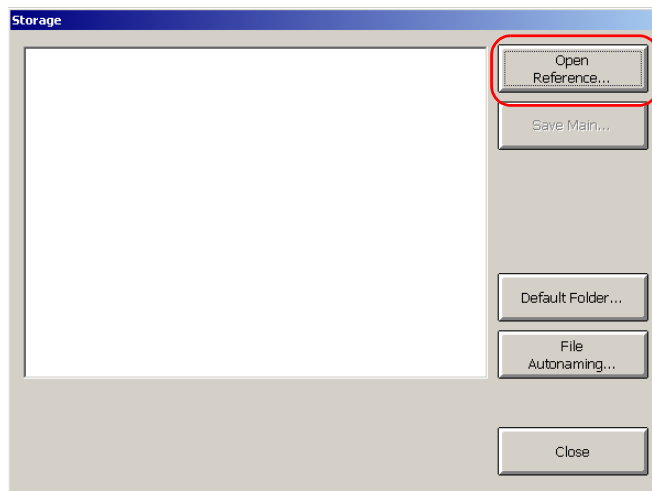 Storage
Open
Reference...
Save Main...
Default Folder...
File
Autonaming...
Close